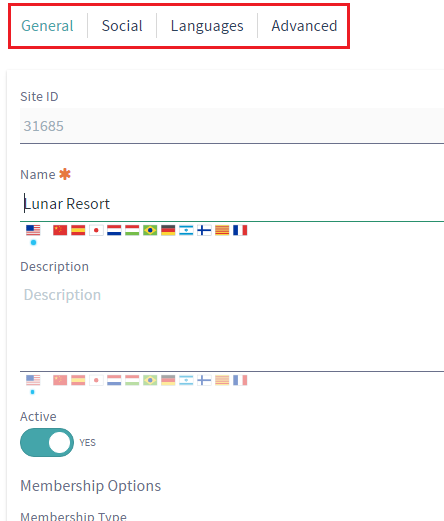 General Social Languages Advanced
Site ID
31685
Name ✱
Lunar Resort
Description
Description
Active
YES
Membership Options
Membership Type